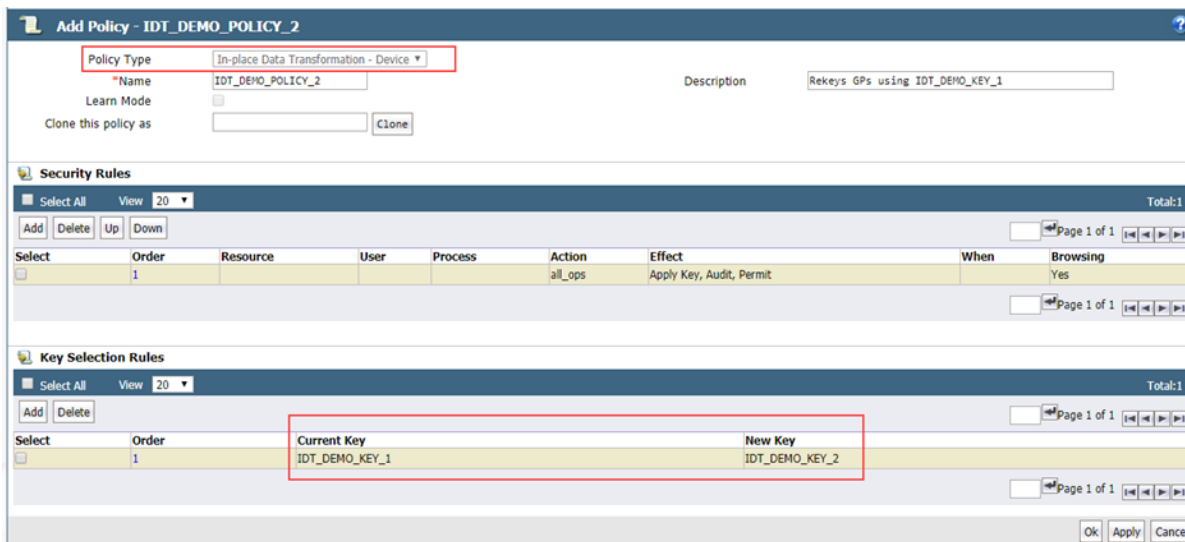 Add Policy - IDT_DEMO_POLICY_2 ?
Policy Type In-place Data Transformation - Device
*Name IDT_DEMO_POLICY_2 Description Rekeys GPs using IDT_DEMO_KEY_1
Learn Mode
Clone this policy as Clone
Security Rules
Select All View 20 Total:1
Add Delete Up Down Page 1 of 1
Select Order Resource User Process Action Effect When Browsing
1 all_ops Apply Key, Audit, Permit Yes
Page 1 of 1
Key Selection Rules
Select All View 20 Total:1
Add Delete Page 1 of 1
Select Order Current Key New Key
1 IDT_DEMO_KEY_1 IDT_DEMO_KEY_2
Page 1 of 1
Ok Apply Cance